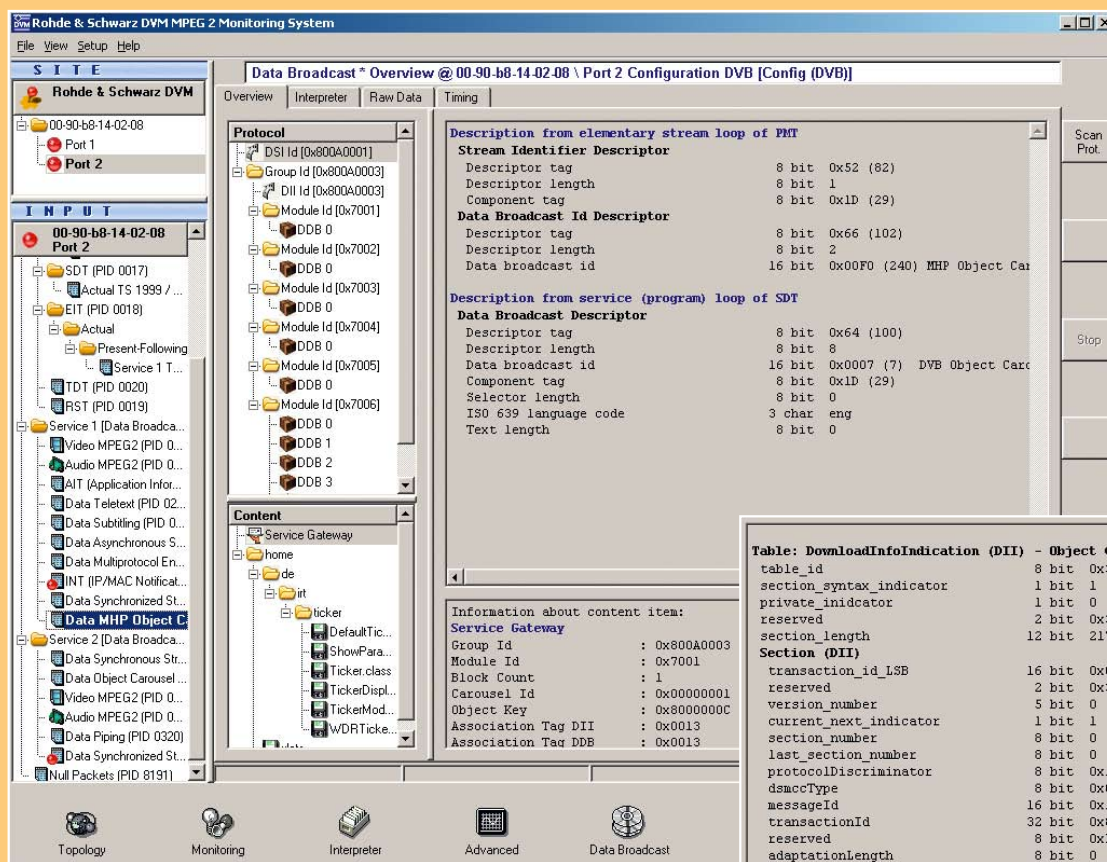 Rohde & Schwarz DVM MPEG 2 Monitoring System
File View Setup Help
SITE
Rohde & Schwarz DVM
00-90-b8-14-02-08
Port 1
Port 2
INPUT
00-90-b8-14-02-08
Port 2
SDT (PID 0017)
Actual TS 1999 / ...
EIT (PID 0018)
Actual
Present-Following
Service 1 T...
TDT (PID 0020)
RST (PID 0019)
Service 1 [Data Broadca...
Video MPEG2 (PID 0...
Audio MPEG2 (PID 0...
AIT (Application Infor...
Data Teletext (PID 02...
Data Subtitling (PID 0...
Data Asynchronous S...
Data Multiprotocol En...
INT (IP/MAC Notificat...
Data Synchronized St...
Data MHP Object C
Service 2 [Data Broadca...
Data Synchronous Str...
Data Object Carousel ...
Video MPEG2 (PID 0...
Audio MPEG2 (PID 0...
Data Piping (PID 0320)
Data Synchronized St...
Null Packets (PID 8191)
Data Broadcast * Overview @ 00-90-b8-14-02-08 \ Port 2 Configuration DVB [Config (DVB)]
Overview Interpreter Raw Data Timing
Protocol
DSI Id [0x800A0001]
Group Id [0x800A0003]
DII Id [0x800A0003]
Module Id [0x7001]
DDB 0
Module Id [0x7002]
DDB 0
Module Id [0x7003]
DDB 0
Module Id [0x7004]
DDB 0
Module Id [0x7005]
DDB 0
Module Id [0x7006]
DDB 0
DDB 1
DDB 2
DDB 3
Content
Service Gateway
home
de
irt
ticker
DefaultTic...
ShowPara...
Ticker.class
TickerDispl...
TickerMod...
WDRTicke...
Description from elementary stream loop of PMT
Stream Identifier Descriptor
Descriptor tag 8 bit 0x52 (82)
Descriptor length 8 bit 1
Component tag 8 bit 0x1D (29)
Data Broadcast Id Descriptor
Descriptor tag 8 bit 0x66 (102)
Descriptor length 8 bit 2
Data broadcast id 16 bit 0x00F0 (240) MHP Object Car
Description from service (program) loop of SDT
Data Broadcast Descriptor
Descriptor tag 8 bit 0x64 (100)
Descriptor length 8 bit 8
Data broadcast id 16 bit 0x0007 (7) DVB Object Caro
Component tag 8 bit 0x1D (29)
Selector length 8 bit 0
ISO 639 language code 3 char eng
Text length 8 bit 0
Information about content item:
Service Gateway
Group Id : 0x800A0003
Module Id : 0x7001
Block Count : 1
Carousel Id : 0x00000001
Object Key : 0x8000000C
Association Tag DII : 0x0013
Association Tag DDB : 0x0013
Scan
Prot.
Stop
Table: DownloadInfoIndication (DII) - Object
table_id 8 bit
section_syntax_indicator 1 bit 1
private_inidcator 1 bit 0
reserved 2 bit
section_length 12 bit
Section (DII)
transaction_id_LSB 16 bit
reserved 2 bit
version_number 5 bit 0
current_next_indicator 1 bit 1
section_number 8 bit 0
last_section_number 8 bit 0
protocolDiscriminator 8 bit
dsmccType 8 bit
messageId 16 bit
transactionId 32 bit
reserved 8 bit
adaptationLength 8 bit 0
Topology Monitoring Interpreter Advanced Data Broadcast